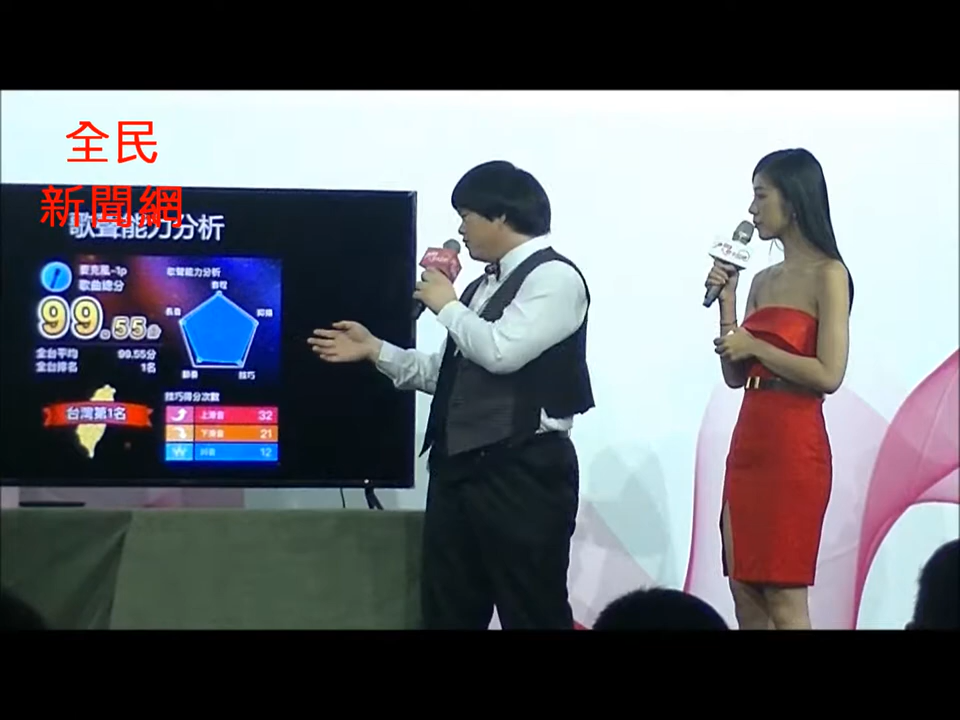 全民
新聞網
歌聲能力分析
麥克風~1p
歌曲總分
99.55分
全台平均 99.55分
全台排名 1名
台灣第1名
歌聲能力分析
音程
抑揚
技巧
節奏
長音
技巧得分次數
上滑音 32
下滑音 21
抖音 12